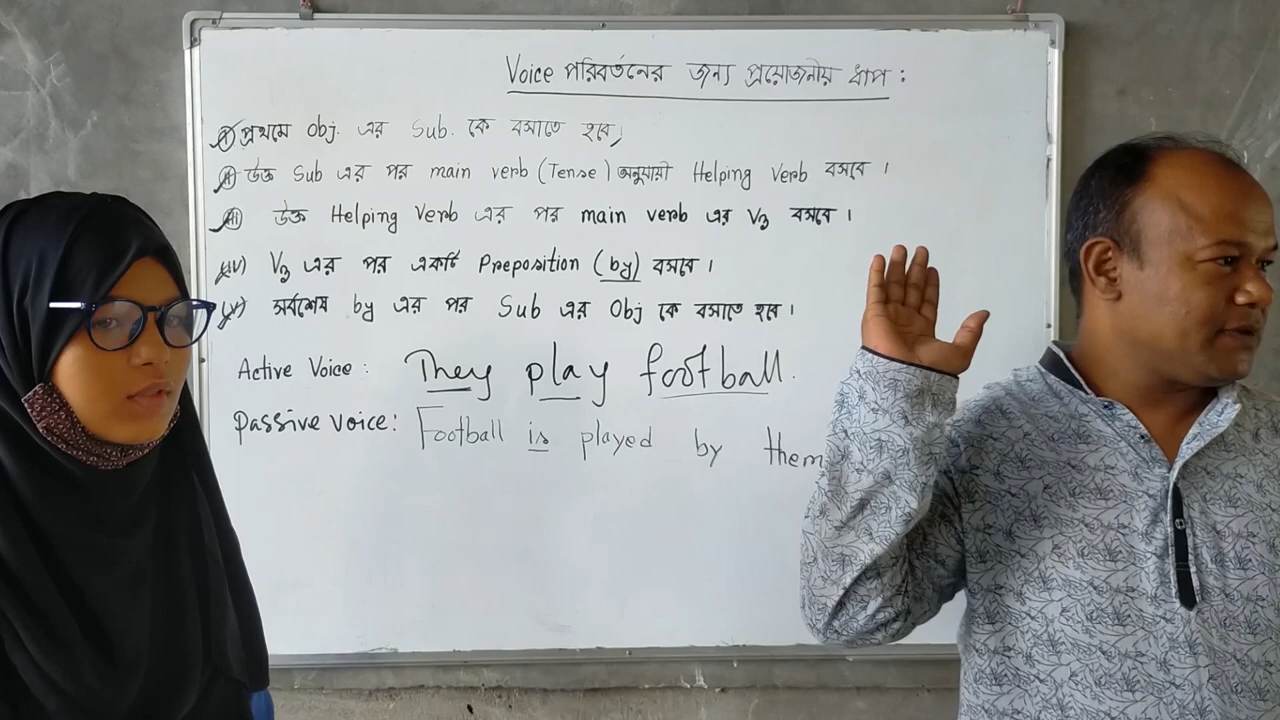 Voice পরিবর্তনের জন্য প্রয়োজনীয় ধাপ :
i) প্রথমে Obj. এর Sub. কে বসাতে হবে,
ii) উক্ত Sub এর পর main verb (Tense) অনুযায়ী Helping Verb বসবে ।
iii) উক্ত Helping Verb এর পর main verb এর V3 বসবে ।
iv) V3 এর পর একটি Preposition (by) বসবে ।
v) সর্বশেষ by এর পর Sub এর Obj কে বসাতে হবে ।
Active Voice : They play football.
Passive Voice : Football is played by them